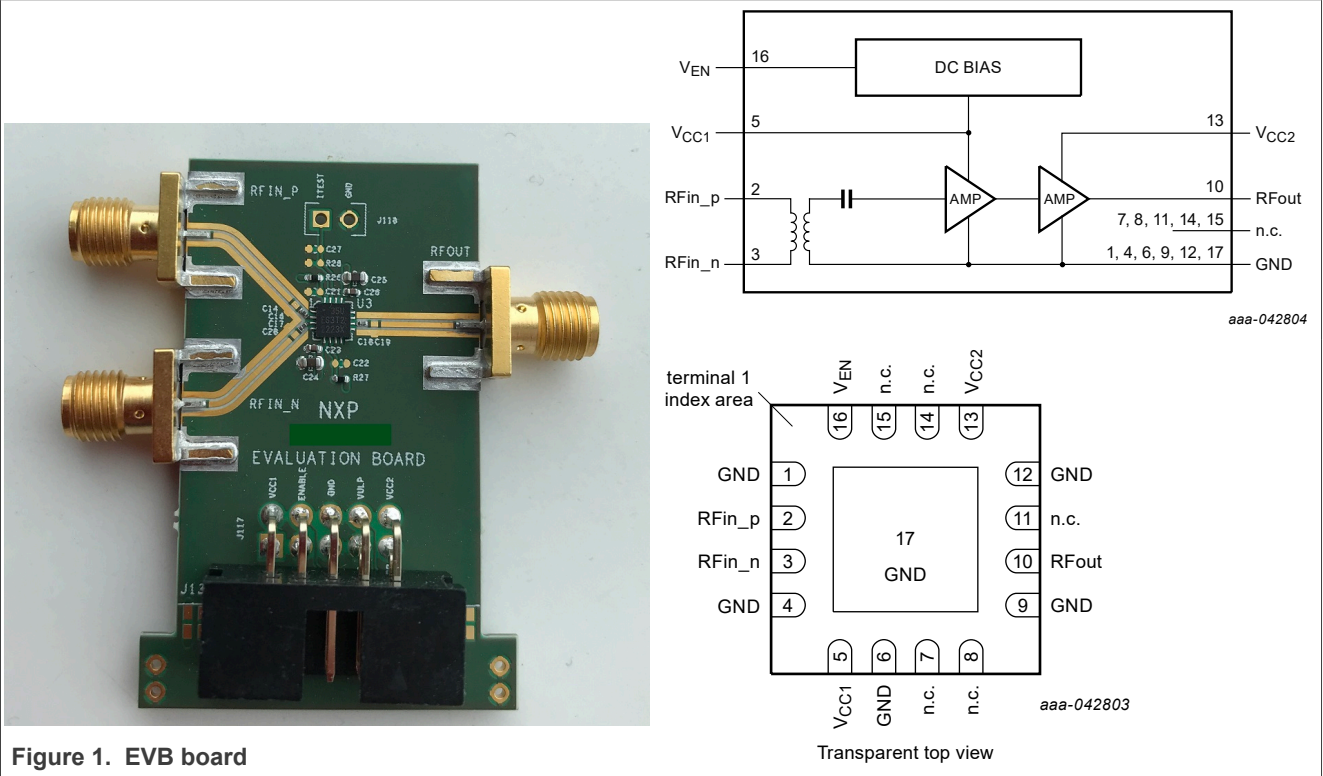 RFIN_P
ITEST
GND
J118
C27
R28
R26
C25
C21
C26
RFOUT
U3
C14
C16
C17
C20
C18 C19
C23
C24
C22
R27
RFIN_N
NXP
EVALUATION BOARD
VCC1
ENABLE
GND
VULP
VCC2
J117
J13
Figure 1. EVB board
VEN
16
DC BIAS
VCC1
5
13
VCC2
RFin_p
2
AMP
AMP
10
RFout
7, 8, 11, 14, 15
n.c.
RFin_n
3
1, 4, 6, 9, 12, 17
GND
aaa-042804
terminal 1
index area
VEN
n.c.
n.c.
VCC2
16
15
14
13
GND
1
12
GND
RFin_p
2
11
n.c.
17
GND
RFin_n
3
10
RFout
GND
4
9
GND
5
6
7
8
VCC1
GND
n.c.
n.c.
aaa-042803
Transparent top view